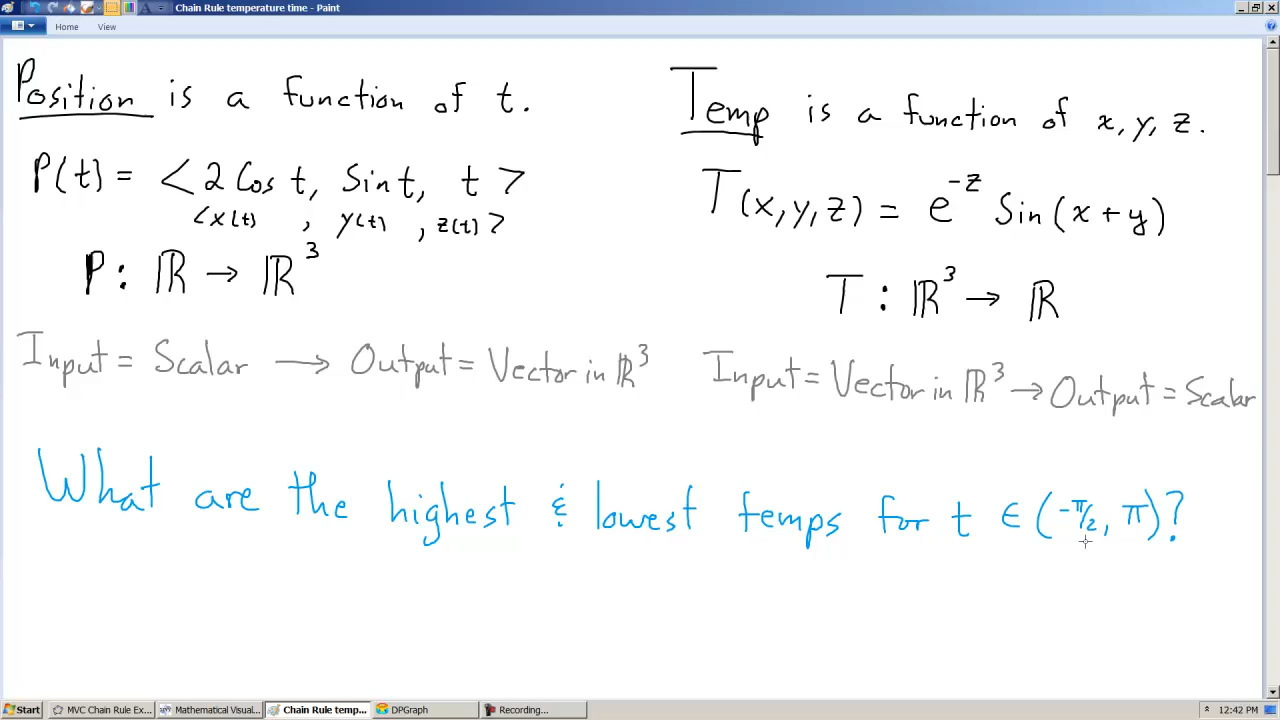 Chain Rule temperature time - Paint
Home View
Position is a function of t.
P(t) = <2 Cos t, Sin t, t>
<x(t), y(t), z(t)>
P: ℝ → ℝ³
Input = Scalar → Output = Vector in ℝ³
Temp is a function of x, y, z.
T(x, y, z) = e^{-z} Sin(x + y)
T: ℝ³ → ℝ
Input = Vector in ℝ³ → Output = Scalar
What are the highest & lowest temps for t ∈ (-π/2, π)?
Start MVC Chain Rule Ex... Mathematical Visual... Chain Rule temp... DPGraph Recording... 12:42 PM